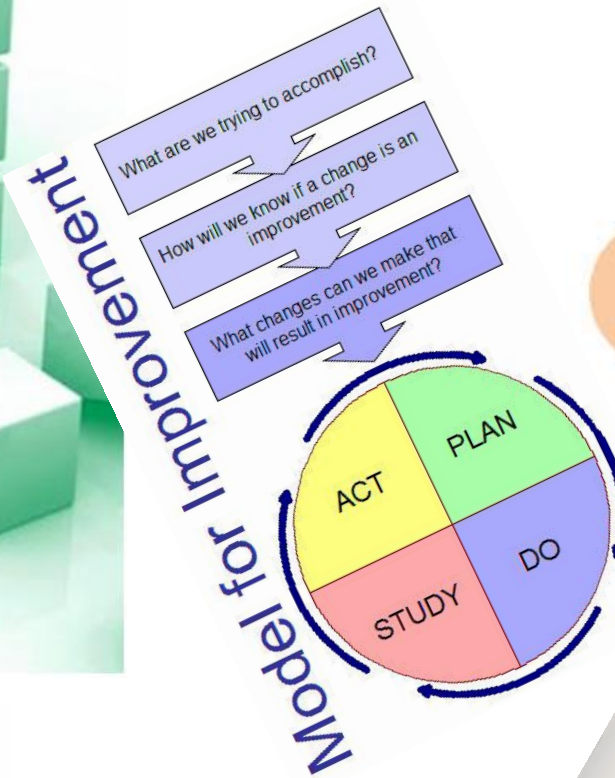 Model for Improvement
What are we trying to accomplish?
How will we know if a change is an
improvement?
What changes can we make that
will result in improvement?
ACT
PLAN
STUDY
DO